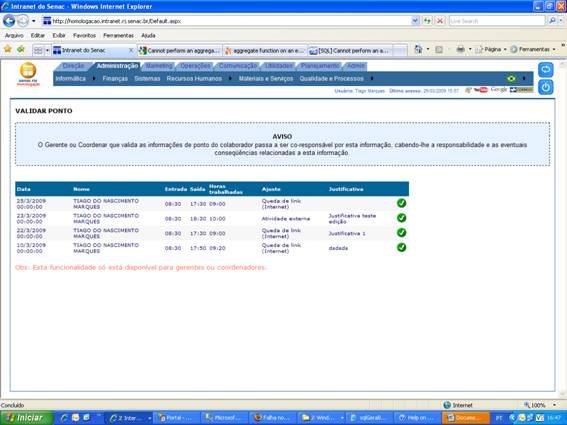 Intranet do Senac - Windows Internet Explorer
http://homologacao.intranet.rj.senac.br/Default.aspx
Live Search
Arquivo Editar Exibir Favoritos Ferramentas Ajuda
Intranet do Senac Cannot perform an aggrega... aggregate function on an e... [SQL] Cannot perform an a... Página Ferramentas
Direção Administração Marketing Operações Comunicação Utilidades Planejamento Admin
Informática Finanças Sistemas Recursos Humanos Materiais e Serviços Qualidade e Processos
Usuário: Tiago Marques - Último acesso: 25/03/2009 15:57
YouTube Google
VALIDAR PONTO
AVISO
O Gerente ou Coordenar que valida as informações de ponto do colaborador passa a ser co-responsável por esta informação, cabendo-lhe a responsabilidade e as eventuais
conseqüências relacionadas a esta informação.
Data Nome Entrada Saída Horas trabalhadas Ajuste Justificativa
25/3/2009 00:00:00 TIAGO DO NASCIMENTO MARQUES 08:30 17:30 09:00 Queda de link (Internet)
23/3/2009 00:00:00 TIAGO DO NASCIMENTO MARQUES 08:30 18:30 10:00 Atividade externa Justificativa teste edição
22/3/2009 00:00:00 TIAGO DO NASCIMENTO MARQUES 08:30 17:30 09:00 Queda de link (Internet) Justificativa 1
10/3/2009 00:00:00 TIAGO DO NASCIMENTO MARQUES 08:30 17:50 09:20 Queda de link (Internet) dadada
Obs: Esta funcionalidade só está disponível para gerentes ou coordenadores.
Concluído Internet 100%
Iniciar 2 Inter... Portal - ... Microsof... Falha no... 2 Wind... sqlGerali... Help on ... Docume... PT 16:47